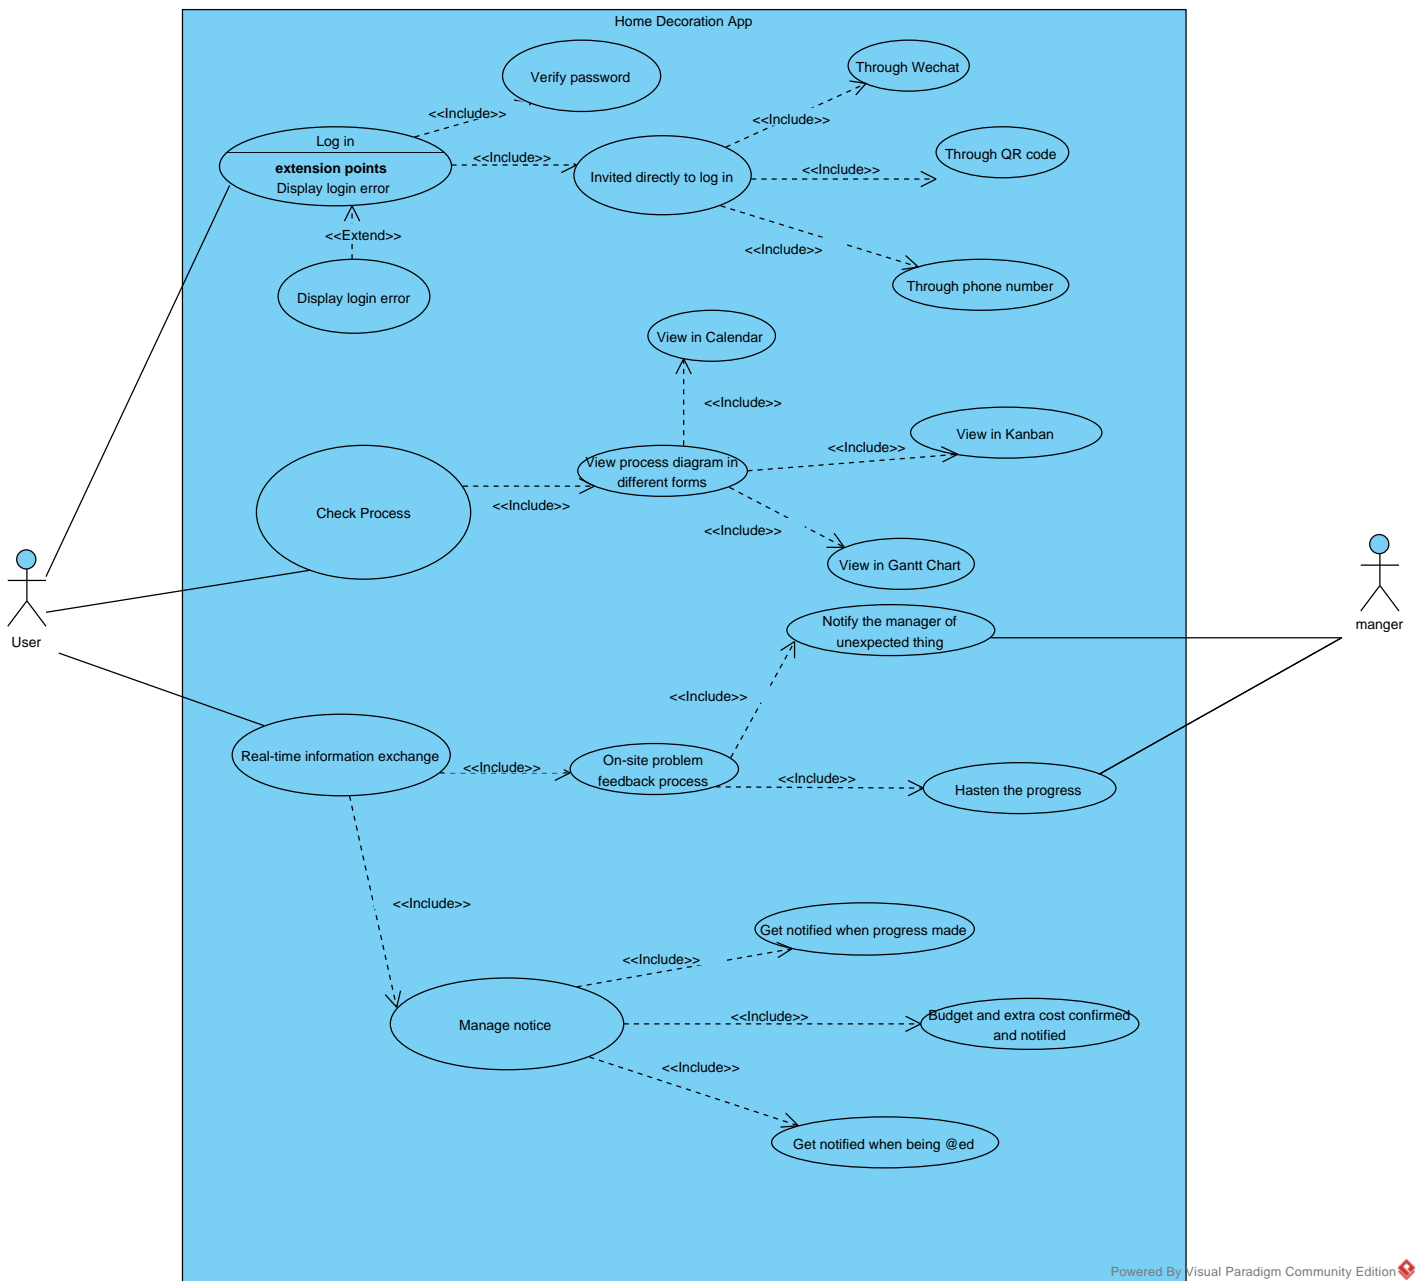 Home Decoration App
Verify password
Through Wechat
<<Include>>
<<Include>>
Log in
extension points
Display login error
<<Include>>
Invited directly to log in
<<Include>>
Through QR code
<<Extend>>
<<Include>>
Display login error
Through phone number
View in Calendar
<<Include>>
View in Kanban
<<Include>>
View process diagram in
different forms
<<Include>>
Check Process
<<Include>>
View in Gantt Chart
User
manger
Notify the manager of
unexpected thing
<<Include>>
Real-time information exchange
<<Include>>
On-site problem
feedback process
<<Include>>
Hasten the progress
<<Include>>
Get notified when progress made
<<Include>>
Manage notice
<<Include>>
Budget and extra cost confirmed
and notified
<<Include>>
Get notified when being @ed
Powered By Visual Paradigm Community Edition